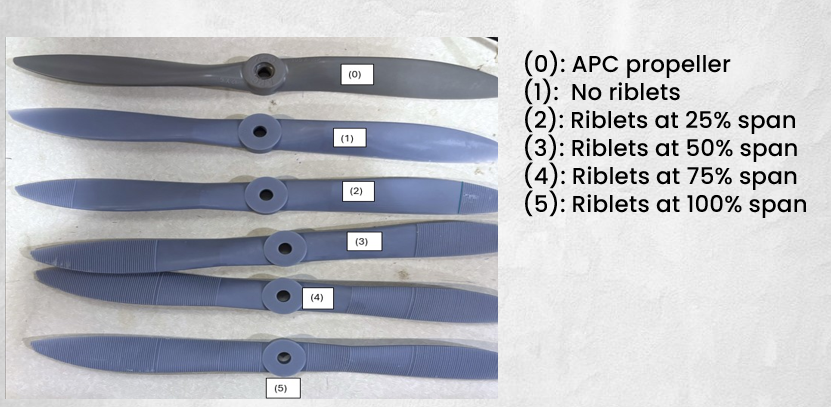 (0)
(1)
(2)
(3)
(4)
(5)
(0): APC propeller
(1): No riblets
(2): Riblets at 25% span
(3): Riblets at 50% span
(4): Riblets at 75% span
(5): Riblets at 100% span